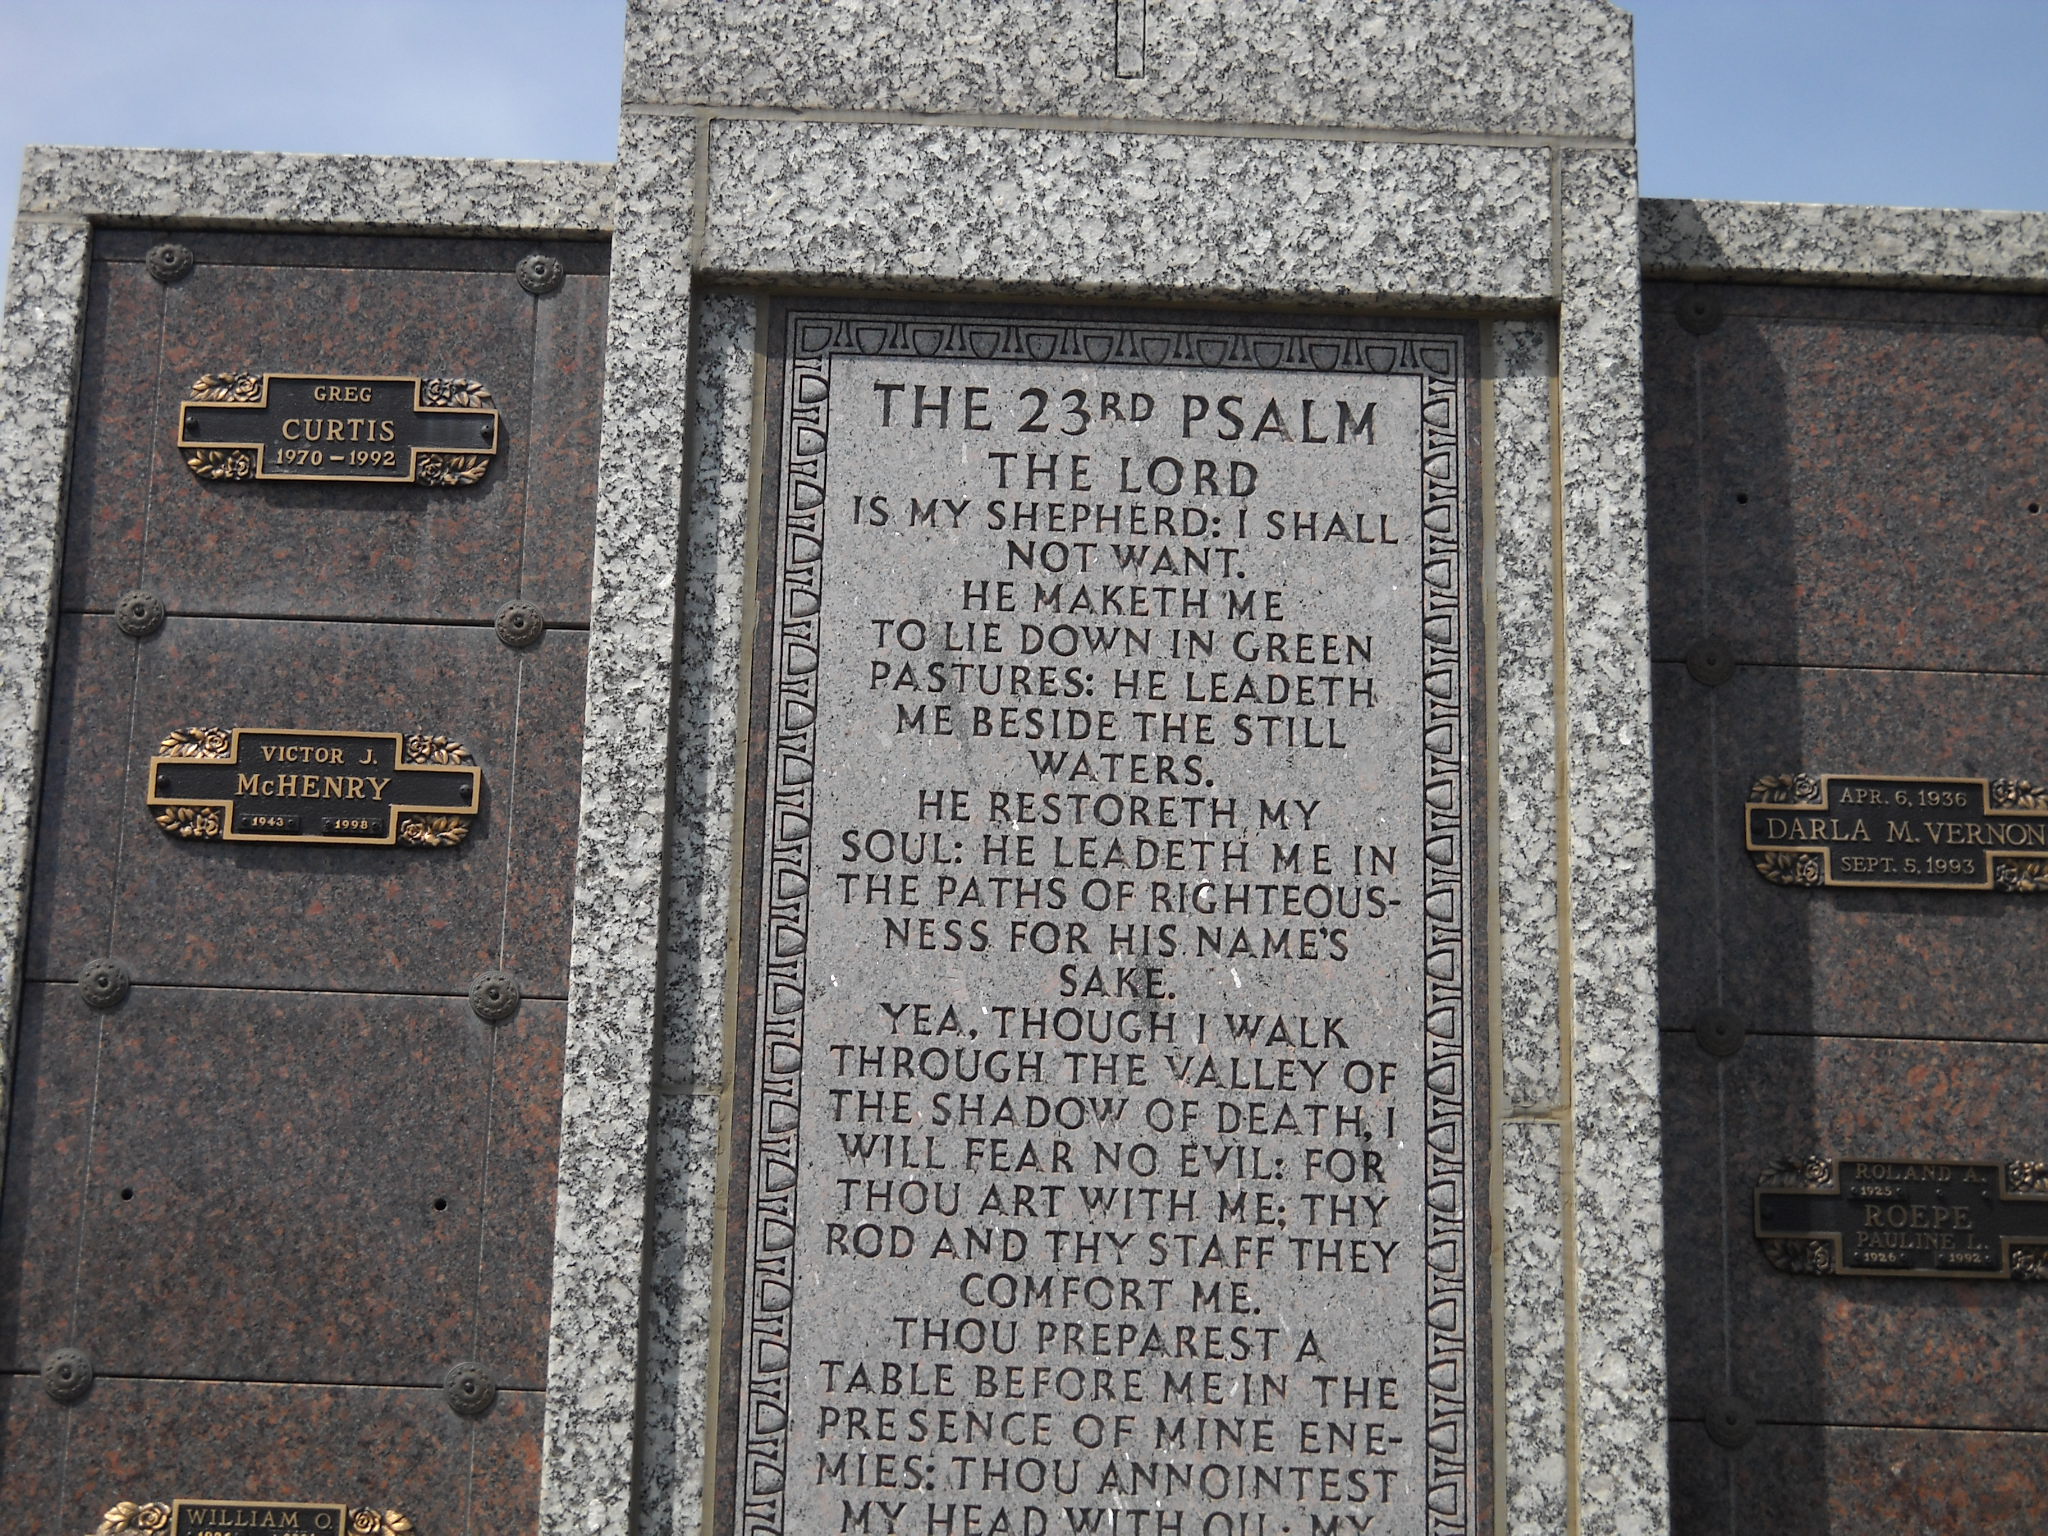 GREG
CURTIS
1970 – 1992
VICTOR J.
McHENRY
1943 1998
WILLIAM O.
THE 23RD PSALM
THE LORD
IS MY SHEPHERD: I SHALL
NOT WANT.
HE MAKETH ME
TO LIE DOWN IN GREEN
PASTURES: HE LEADETH
ME BESIDE THE STILL
WATERS.
HE RESTORETH MY
SOUL: HE LEADETH ME IN
THE PATHS OF RIGHTEOUS-
NESS FOR HIS NAME'S
SAKE.
YEA, THOUGH I WALK
THROUGH THE VALLEY OF
THE SHADOW OF DEATH, I
WILL FEAR NO EVIL: FOR
THOU ART WITH ME; THY
ROD AND THY STAFF THEY
COMFORT ME.
THOU PREPAREST A
TABLE BEFORE ME IN THE
PRESENCE OF MINE ENE-
MIES: THOU ANNOINTEST
MY HEAD WITH OIL: MY
APR. 6, 1936
DARLA M. VERNON
SEPT. 5, 1993
ROLAND A.
1925
ROEPE
PAULINE L.
1926 1992